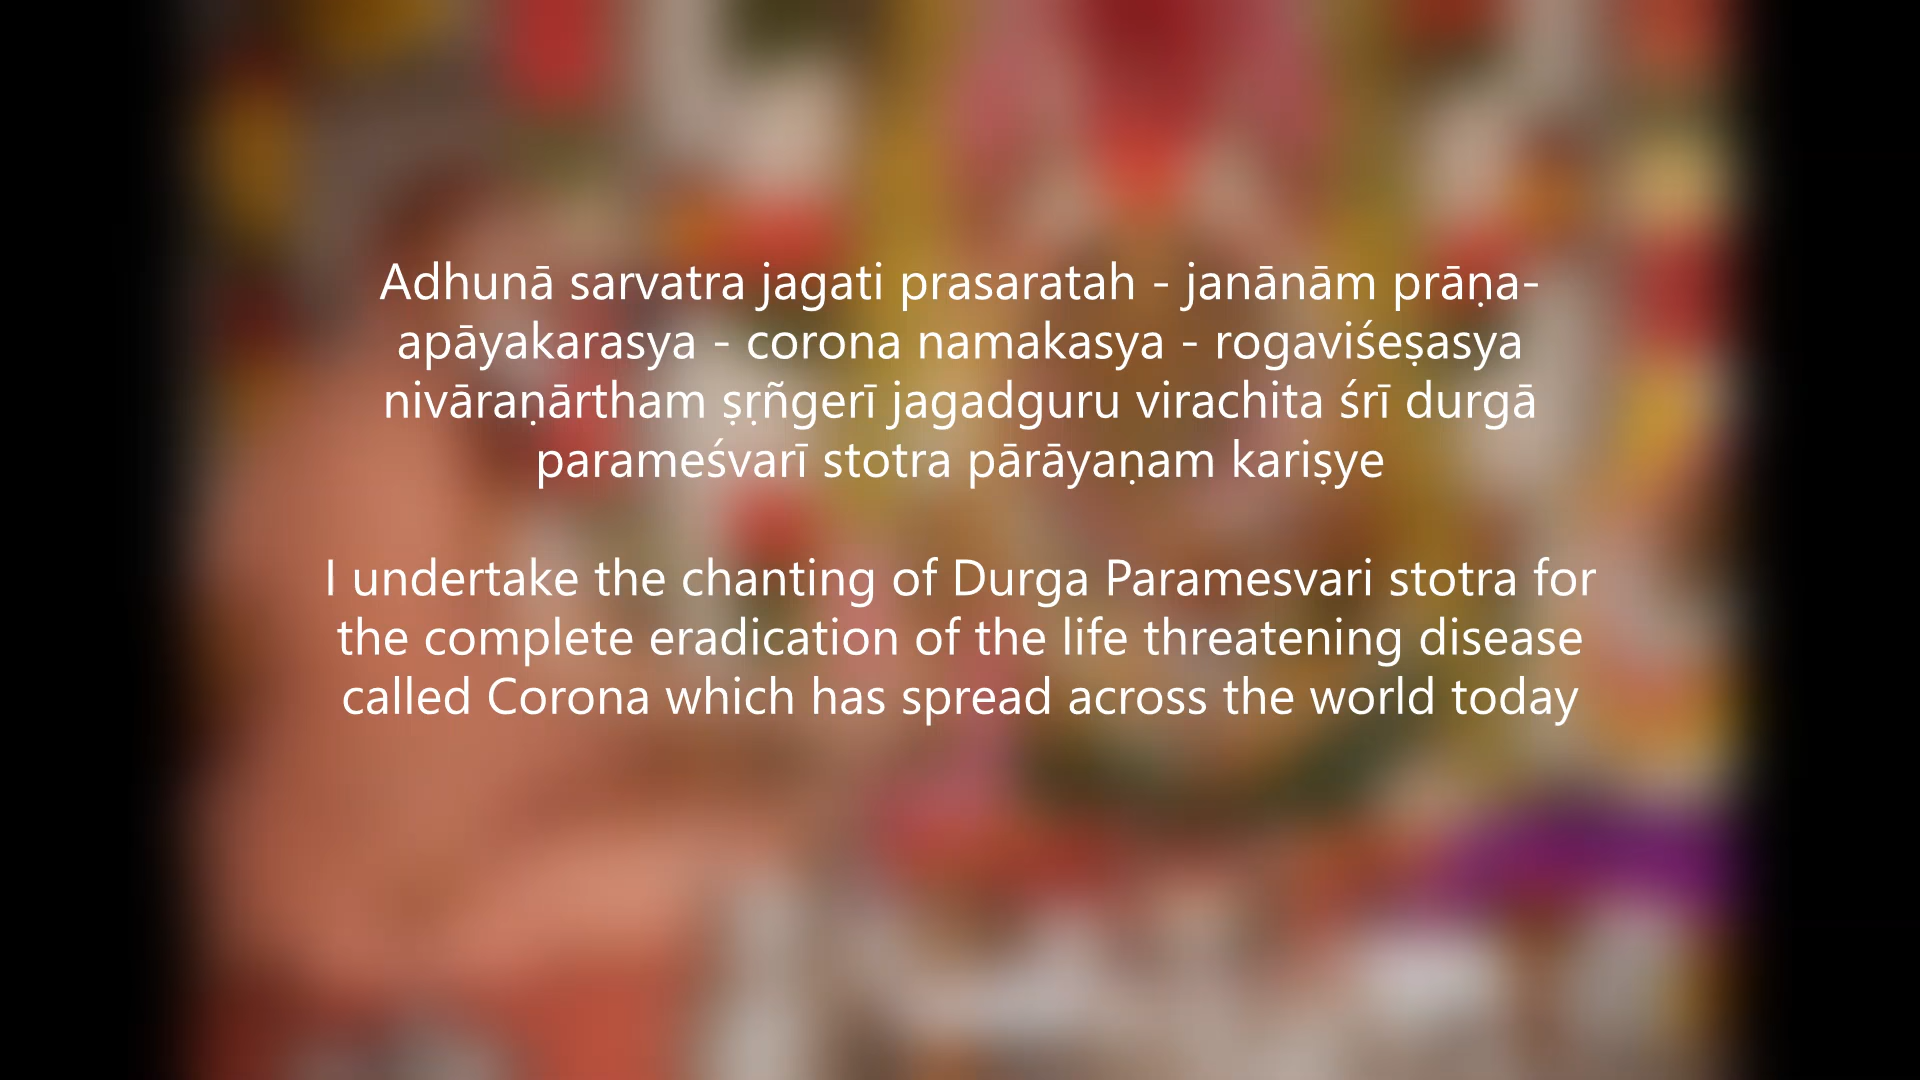 Adhunā sarvatra jagati prasaratah - janānām prāṇa-
apāyakarasya - corona namakasya - rogaviśeṣasya
nivāraṇārtham ṣṛñgerī jagadguru virachita śrī durgā
parameśvarī stotra pārāyaṇam kariṣye
I undertake the chanting of Durga Paramesvari stotra for
the complete eradication of the life threatening disease
called Corona which has spread across the world today